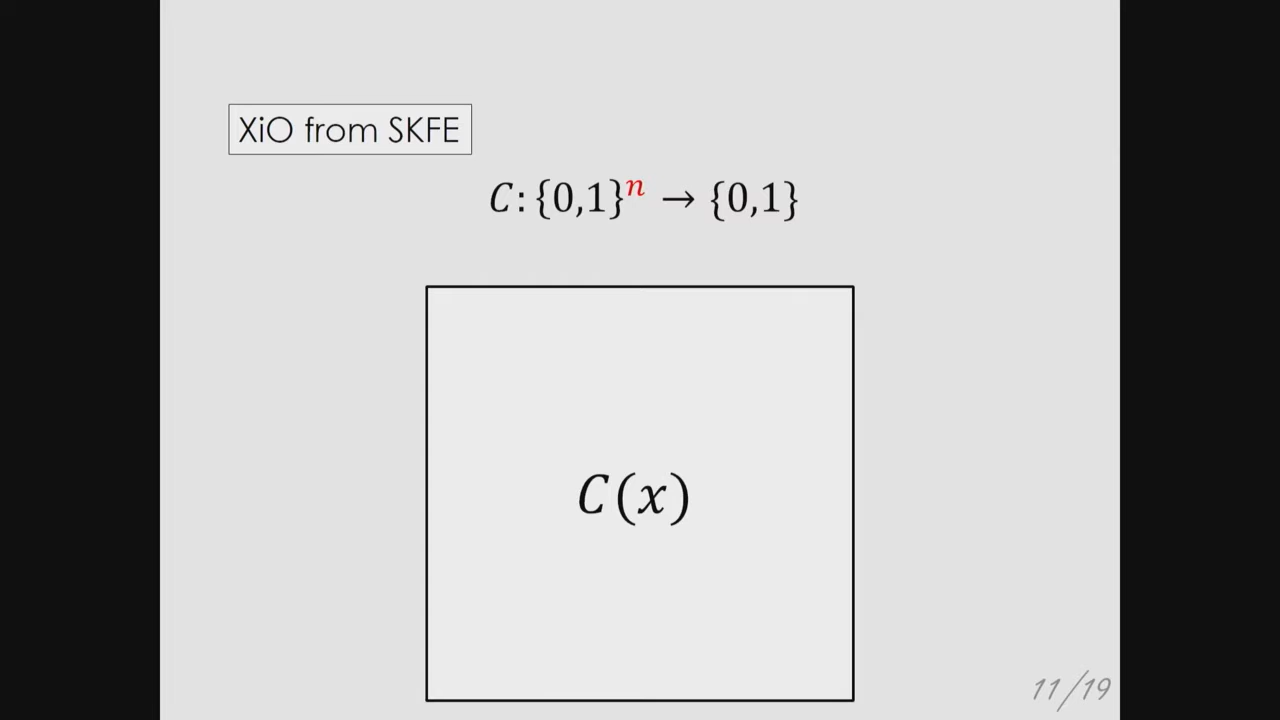 XiO from SKFE
C:{0,1}ⁿ → {0,1}
C(x)
11/19